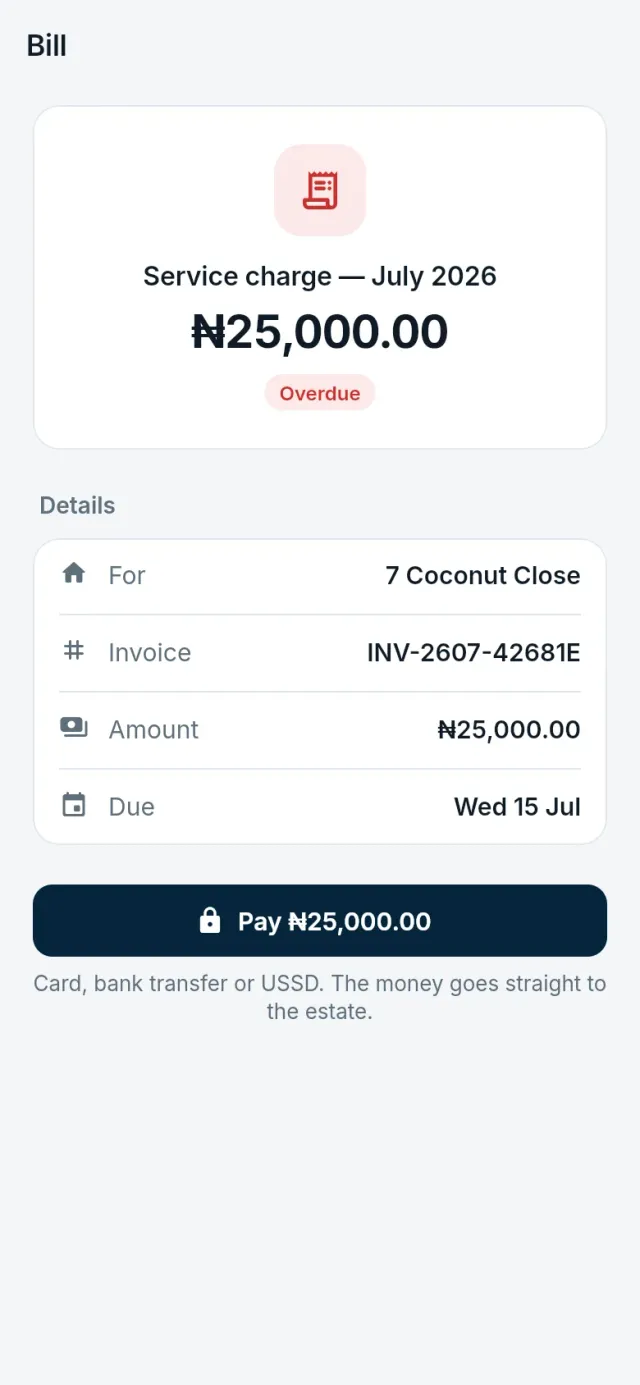 Bill
Service charge — July 2026
₦25,000.00
Overdue
Details
For 7 Coconut Close
Invoice INV-2607-42681E
Amount ₦25,000.00
Due Wed 15 Jul
Pay ₦25,000.00
Card, bank transfer or USSD. The money goes straight to
the estate.